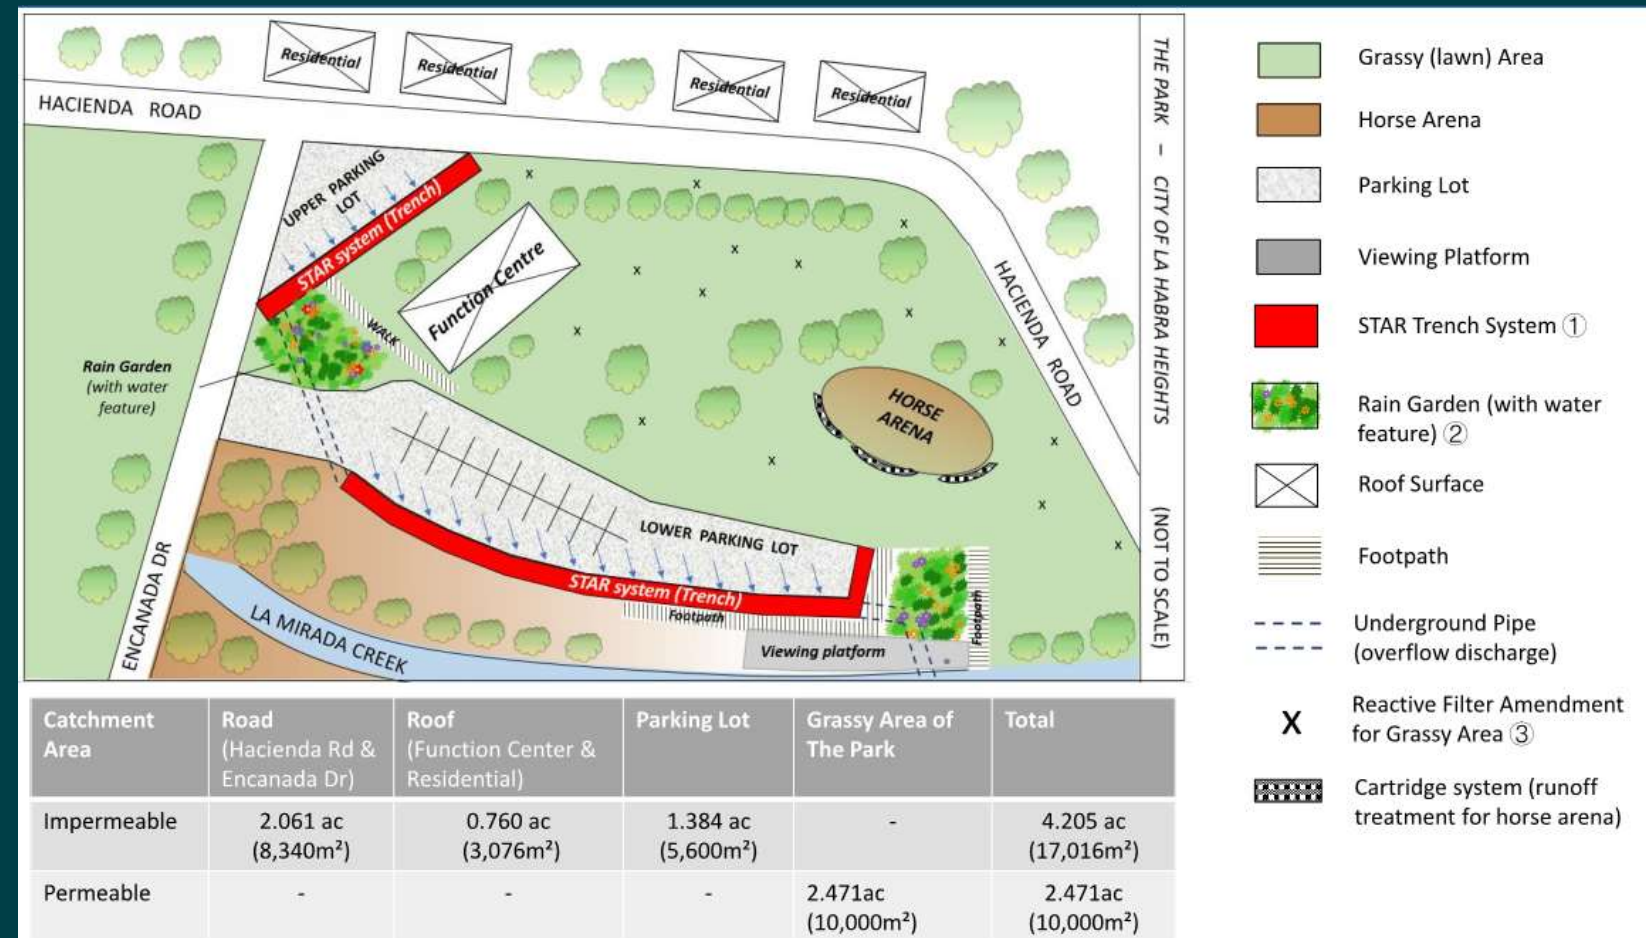 Residential
Residential
Residential
Residential
HACIENDA ROAD
UPPER PARKING
LOT
STAR system (Trench)
Function Centre
WALK
Rain Garden
(with water
feature)
HORSE
ARENA
HACIENDA ROAD
LOWER PARKING LOT
STAR system (Trench)
Footpath
Footpath
Viewing platform
LA MIRADA CREEK
ENCANADA DR
THE PARK – CITY OF LA HABRA HEIGHTS (NOT TO SCALE)
Grassy (lawn) Area
Horse Arena
Parking Lot
Viewing Platform
STAR Trench System ①
Rain Garden (with water
feature) ②
Roof Surface
Footpath
Underground Pipe
(overflow discharge)
X Reactive Filter Amendment
for Grassy Area ③
Cartridge system (runoff
treatment for horse arena)
Catchment Area
Road (Hacienda Rd & Encanada Dr)
Roof (Function Center & Residential)
Parking Lot
Grassy Area of The Park
Total
Impermeable 2.061 ac 0.760 ac 1.384 ac - 4.205 ac
(8,340m²) (3,076m²) (5,600m²) (17,016m²)
Permeable - - - 2.471ac 2.471ac
(10,000m²) (10,000m²)